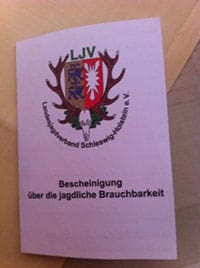 LJV
Landesjagdverband Schleswig-Holstein e.V.
Bescheinigung
über die jagdliche Brauchbarkeit